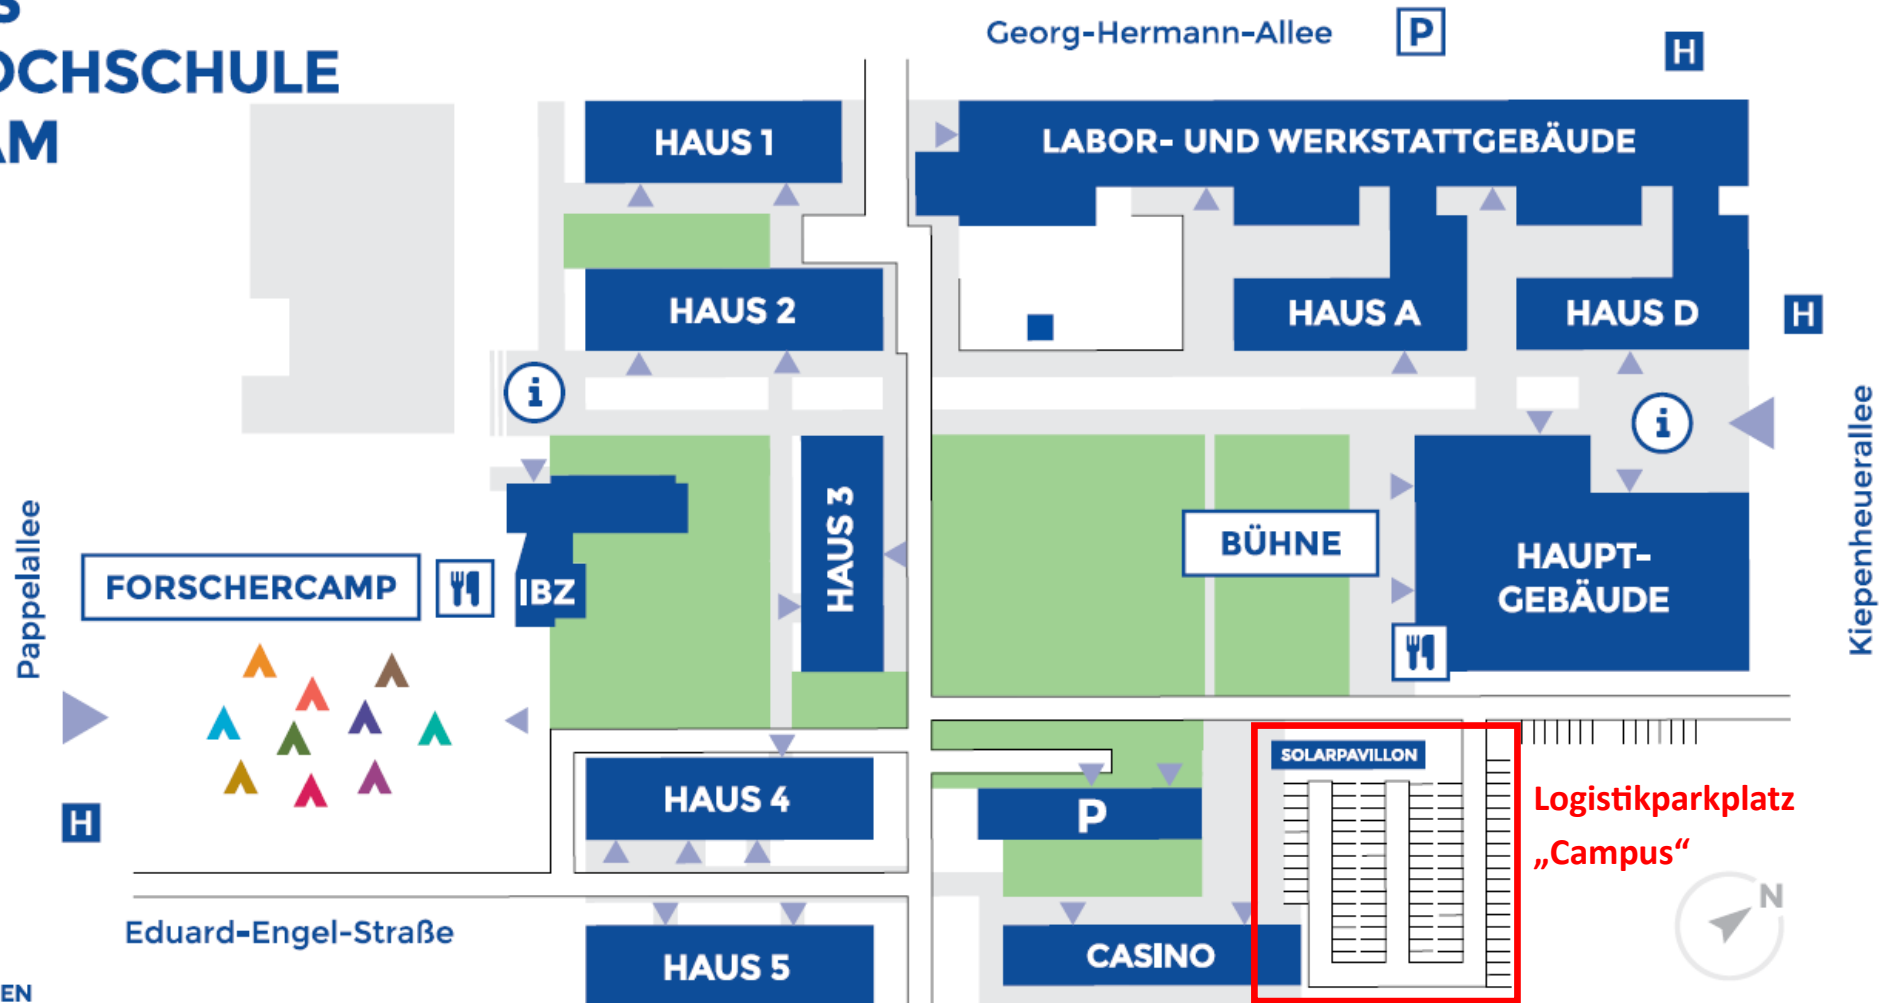 OCHSCHULE
AM
Georg-Hermann-Allee
P
H
HAUS 1
LABOR- UND WERKSTATTGEBÄUDE
HAUS 2
HAUS A
HAUS D
H
i
i
Pappelallee
Kiepenheuerallee
HAUS 3
BÜHNE
HAUPT-
GEBÄUDE
FORSCHERCAMP
IBZ
SOLARPAVILLON
HAUS 4
P
Logistikparkplatz
„Campus“
H
N
Eduard-Engel-Straße
CASINO
HAUS 5
EN